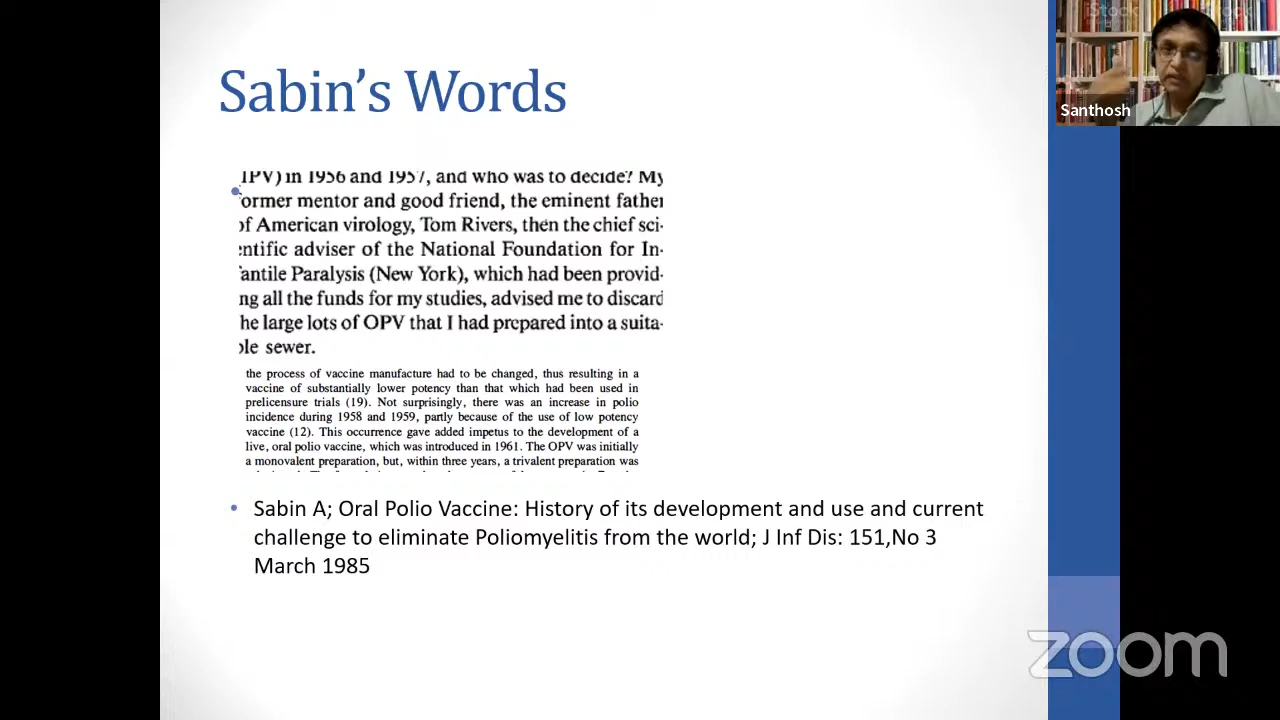 Sabin's Words
IPV) in 1956 and 1957, and who was to decide? My
ormer mentor and good friend, the eminent father
of American virology, Tom Rivers, then the chief sci-
entific adviser of the National Foundation for In-
fantile Paralysis (New York), which had been provid-
ng all the funds for my studies, advised me to discard
he large lots of OPV that I had prepared into a suita-
ble sewer.
the process of vaccine manufacture had to be changed, thus resulting in a
vaccine of substantially lower potency than that which had been used in
prelicensure trials (19). Not surprisingly, there was an increase in polio
incidence during 1958 and 1959, partly because of the use of low potency
vaccine (12). This occurrence gave added impetus to the development of a
live, oral polio vaccine, which was introduced in 1961. The OPV was initially
a monovalent preparation, but, within three years, a trivalent preparation was
• Sabin A; Oral Polio Vaccine: History of its development and use and current
challenge to eliminate Poliomyelitis from the world; J Inf Dis: 151,No 3
March 1985
iStock
Santhosh
zoom